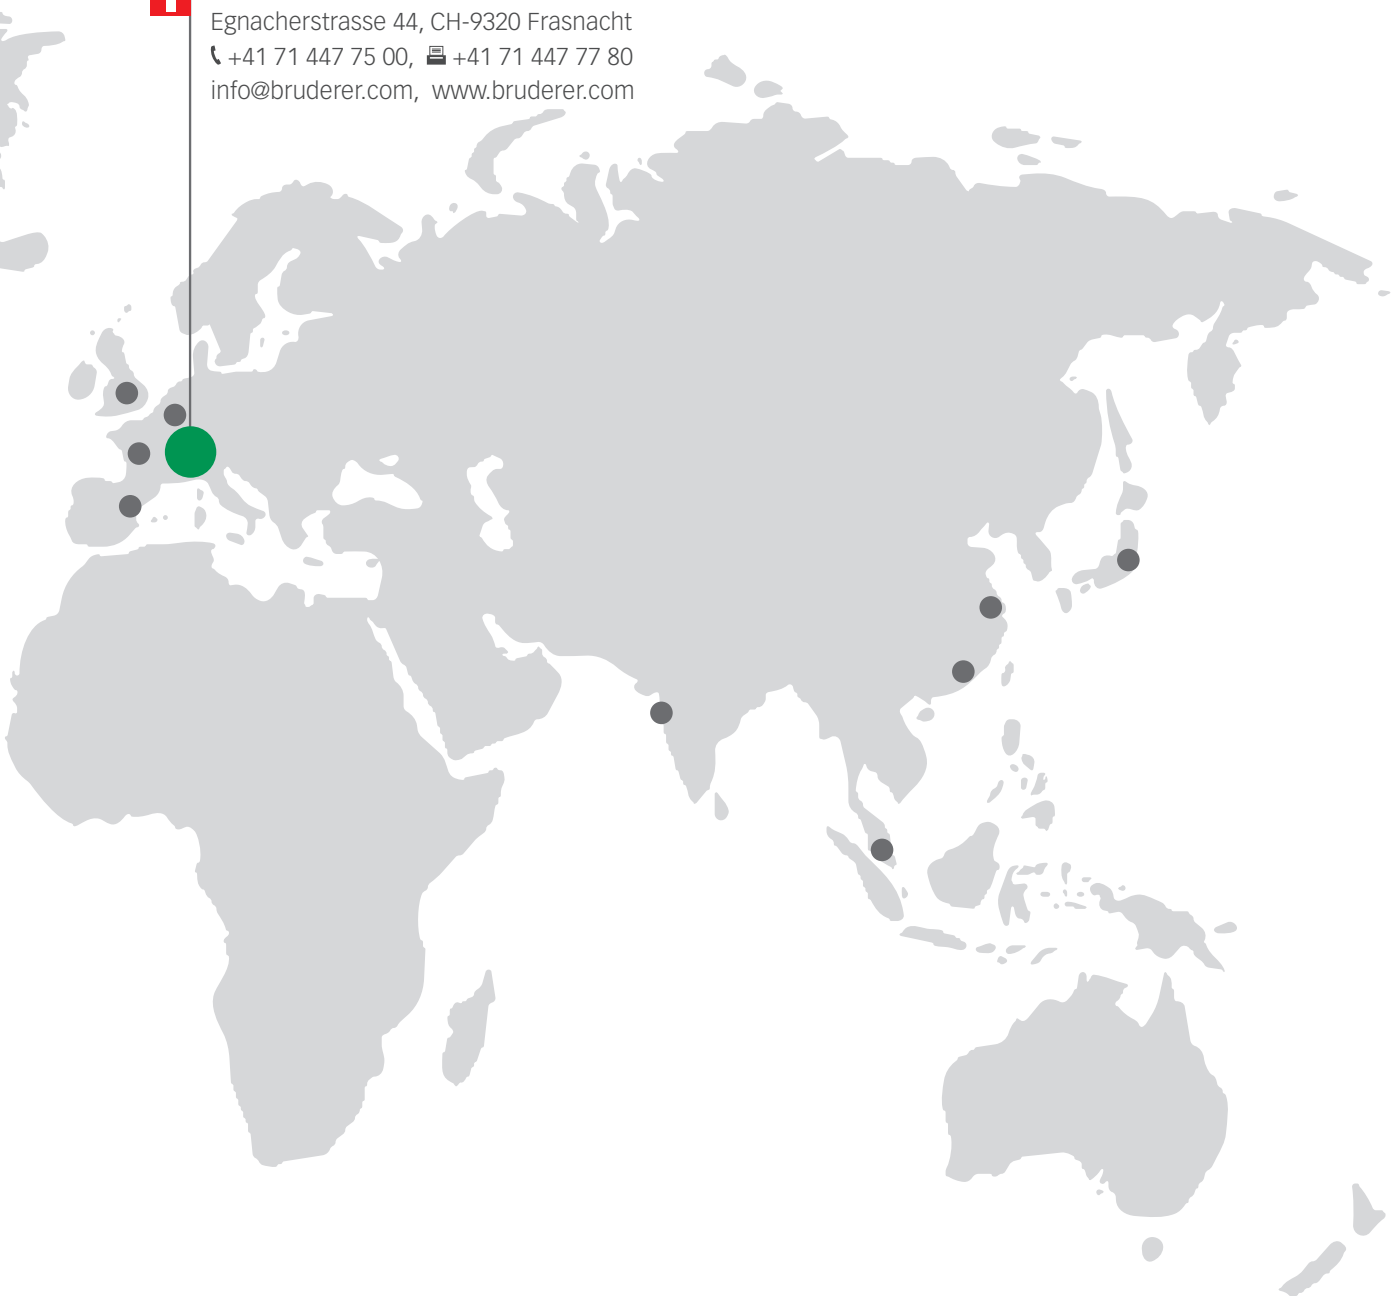 Egnacherstrasse 44, CH-9320 Frasnacht
+41 71 447 75 00, +41 71 447 77 80
info@bruderer.com, www.bruderer.com